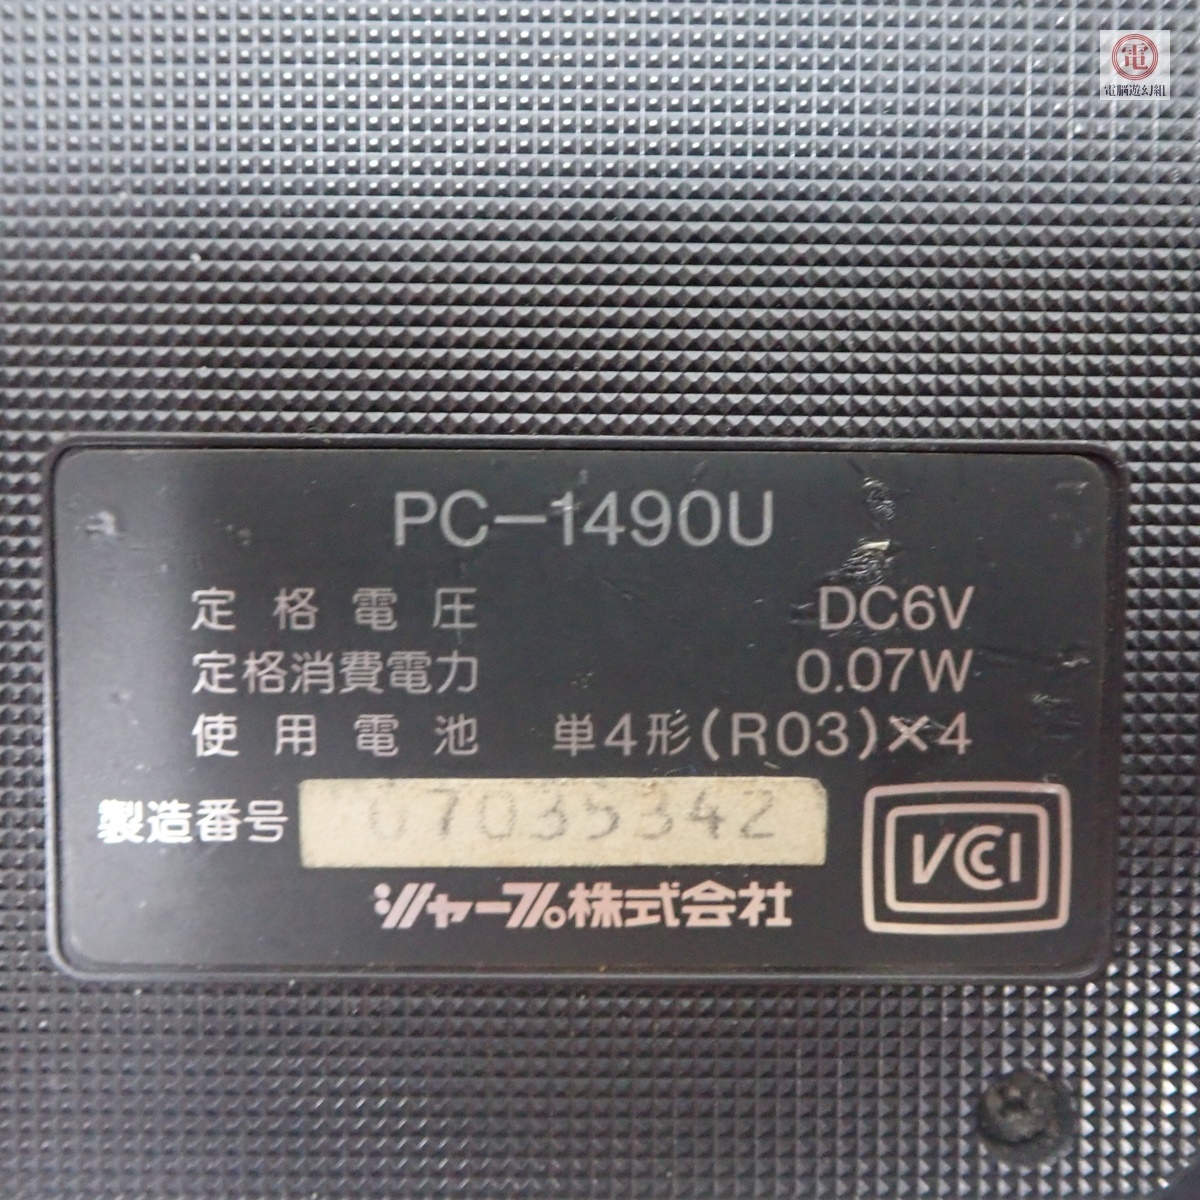 電
電脳遊幻組
PC-1490U
定格電圧 DC6V
定格消費電力 0.07W
使用電池 単4形(R03)×4
製造番号 07035342
シャープ株式会社
VCCI